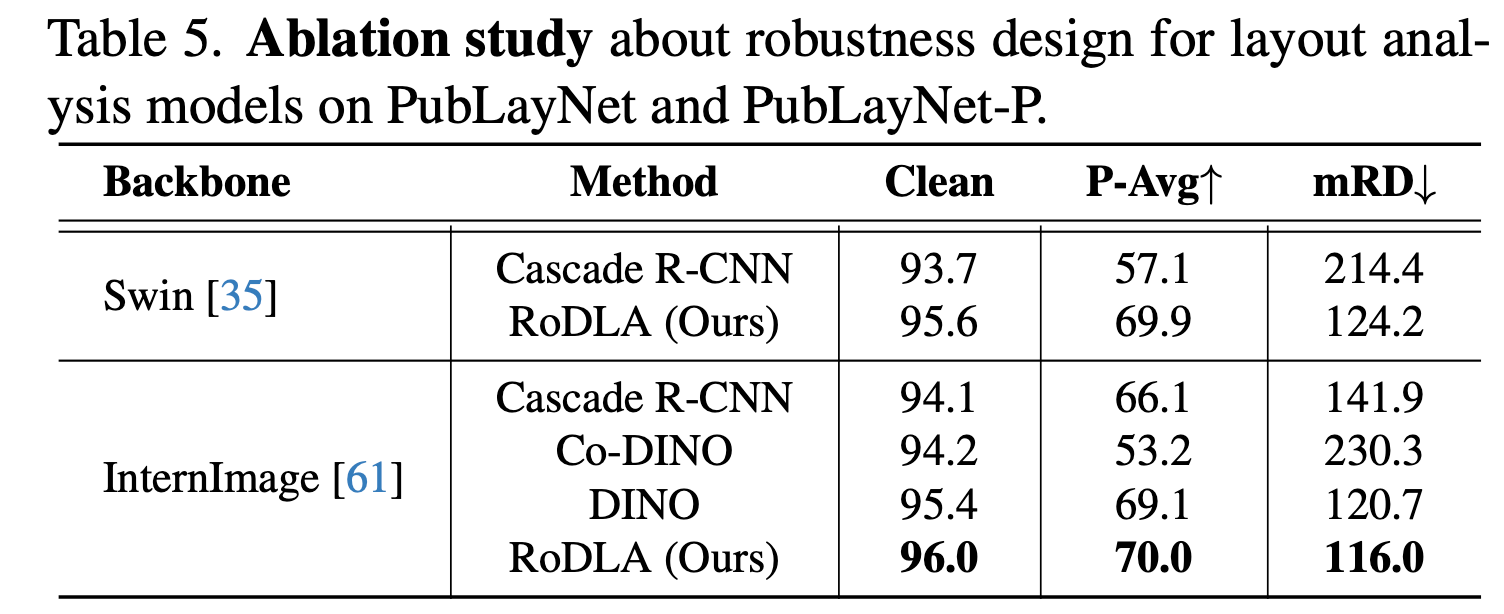 Table 5. Ablation study about robustness design for layout anal-
ysis models on PubLayNet and PubLayNet-P.
Backbone Method Clean P-Avg↑ mRD↓
Swin [35]
Cascade R-CNN 93.7 57.1 214.4
RoDLA (Ours) 95.6 69.9 124.2
InternImage [61]
Cascade R-CNN 94.1 66.1 141.9
Co-DINO 94.2 53.2 230.3
DINO 95.4 69.1 120.7
RoDLA (Ours) 96.0 70.0 116.0